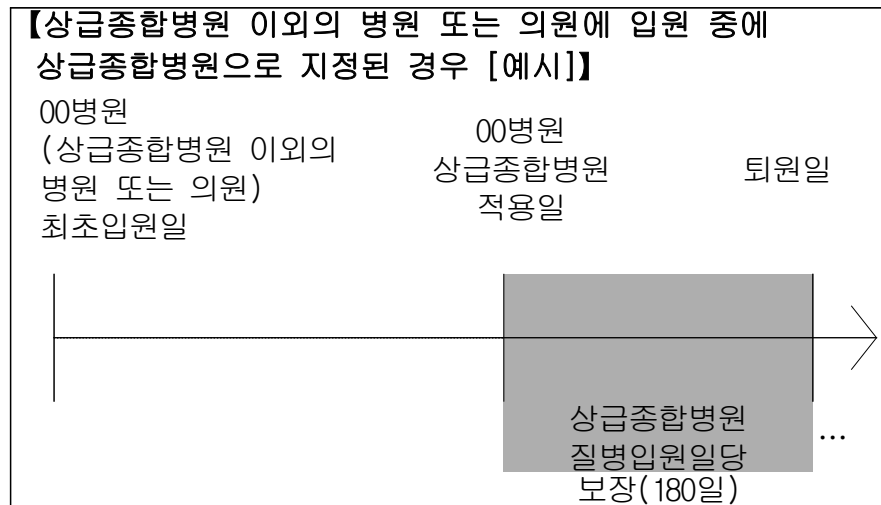 【상급종합병원 이외의 병원 또는 의원에 입원 중에
상급종합병원으로 지정된 경우 [예시]】
00병원
(상급종합병원 이외의
병원 또는 의원)
최초입원일
00병원
상급종합병원
적용일
퇴원일
상급종합병원
질병입원일당
보장(180일)
...